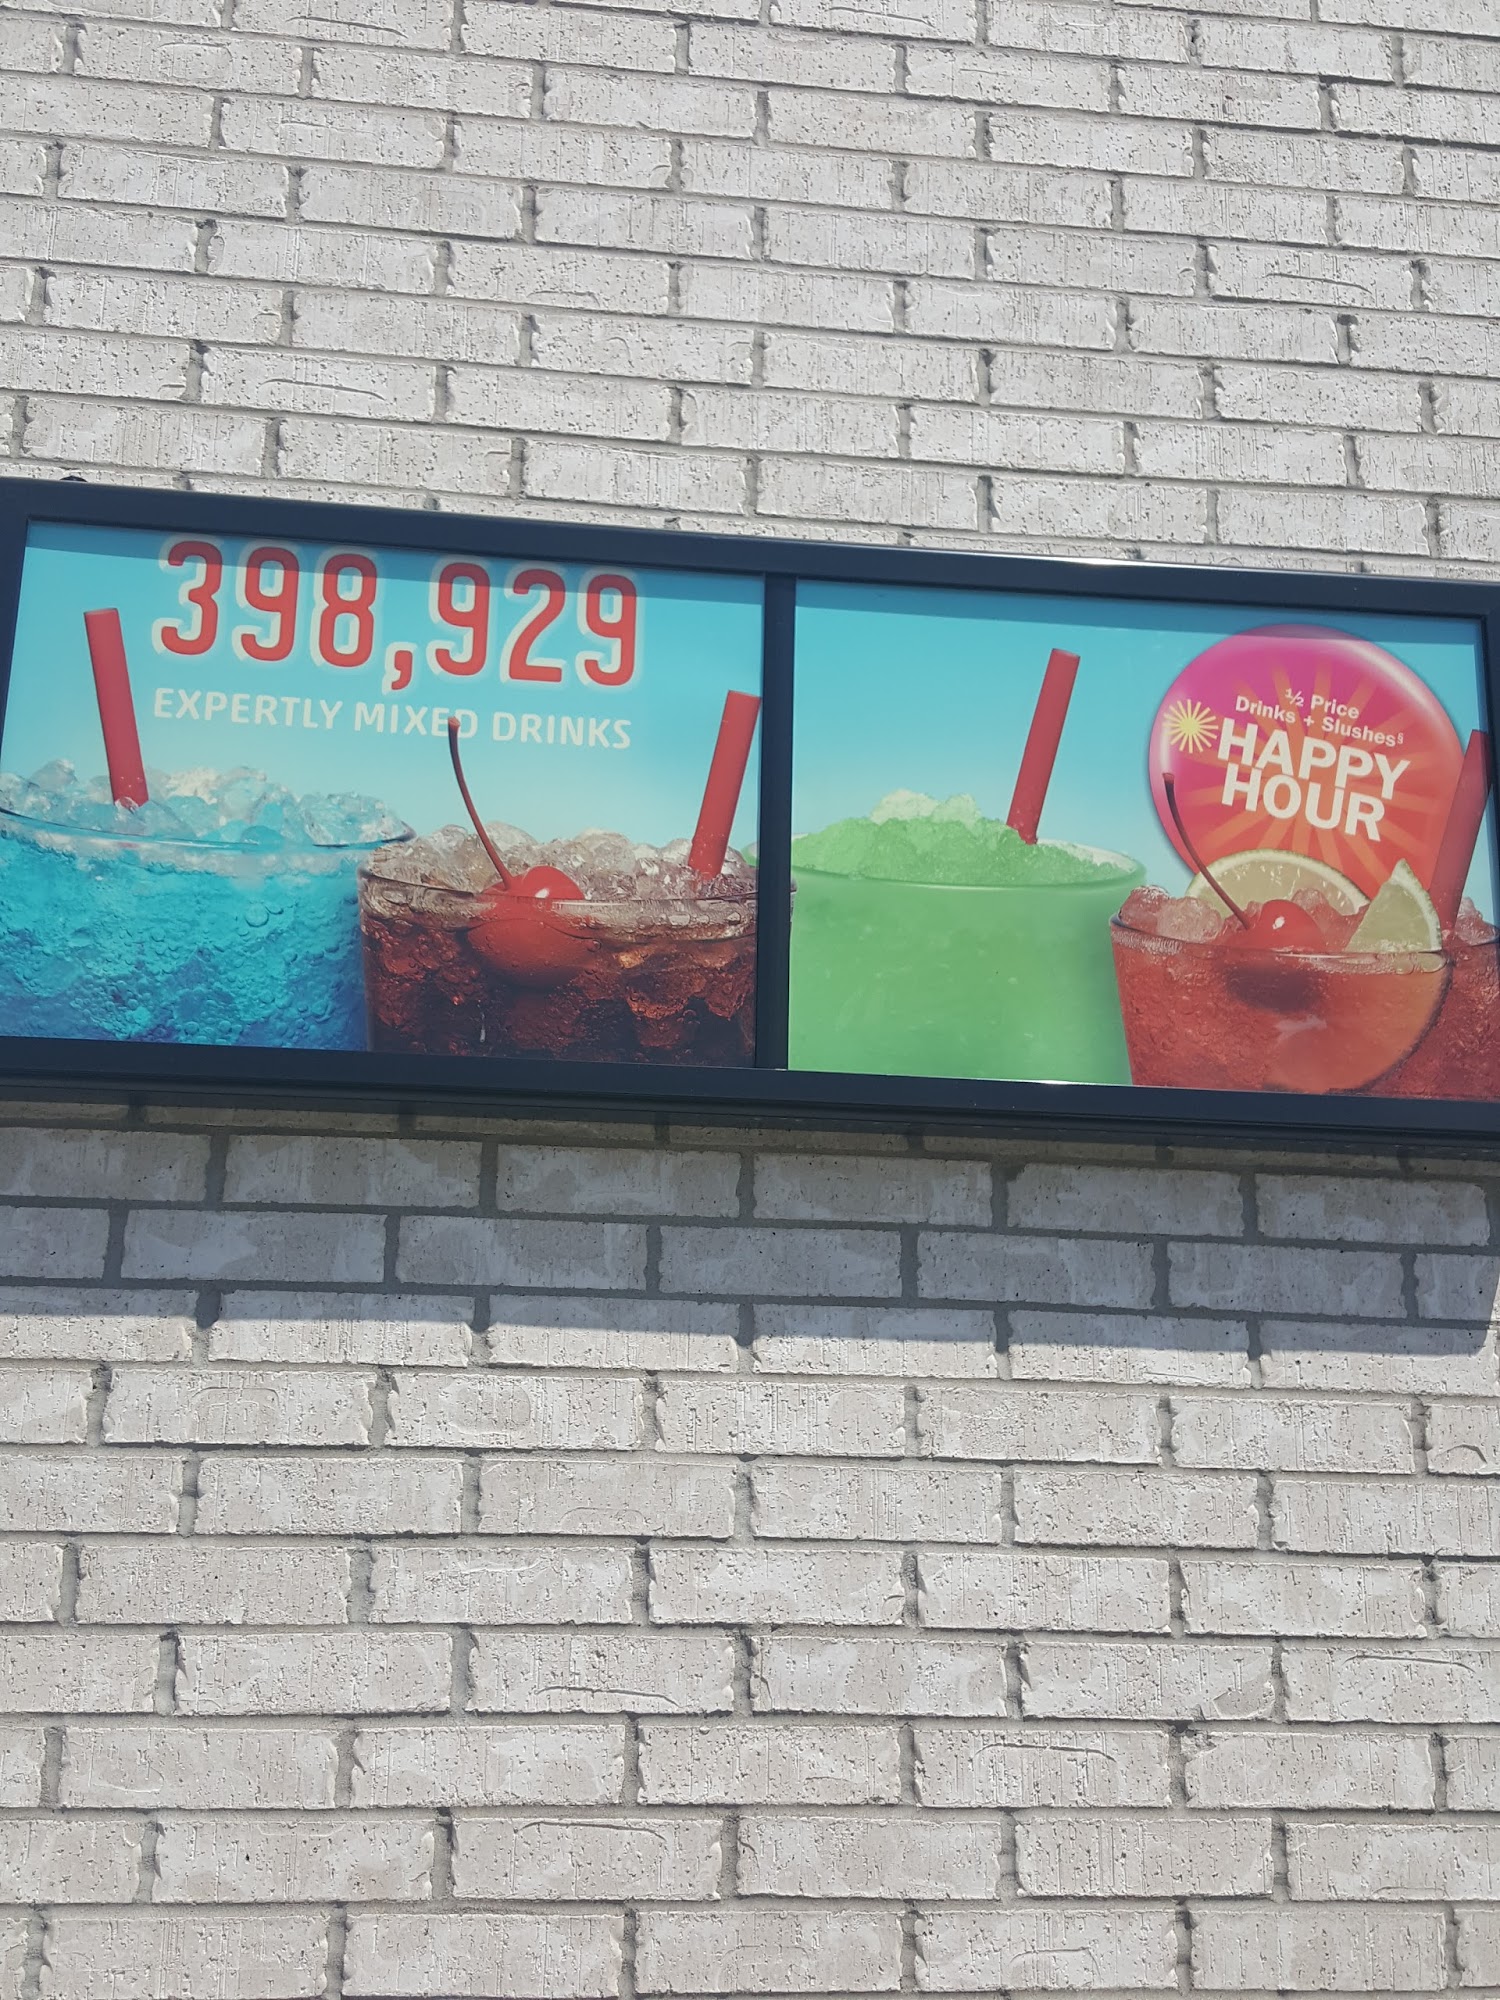 398,929
EXPERTLY MIXED DRINKS
½ Price
Drinks + Slushes§
HAPPY
HOUR